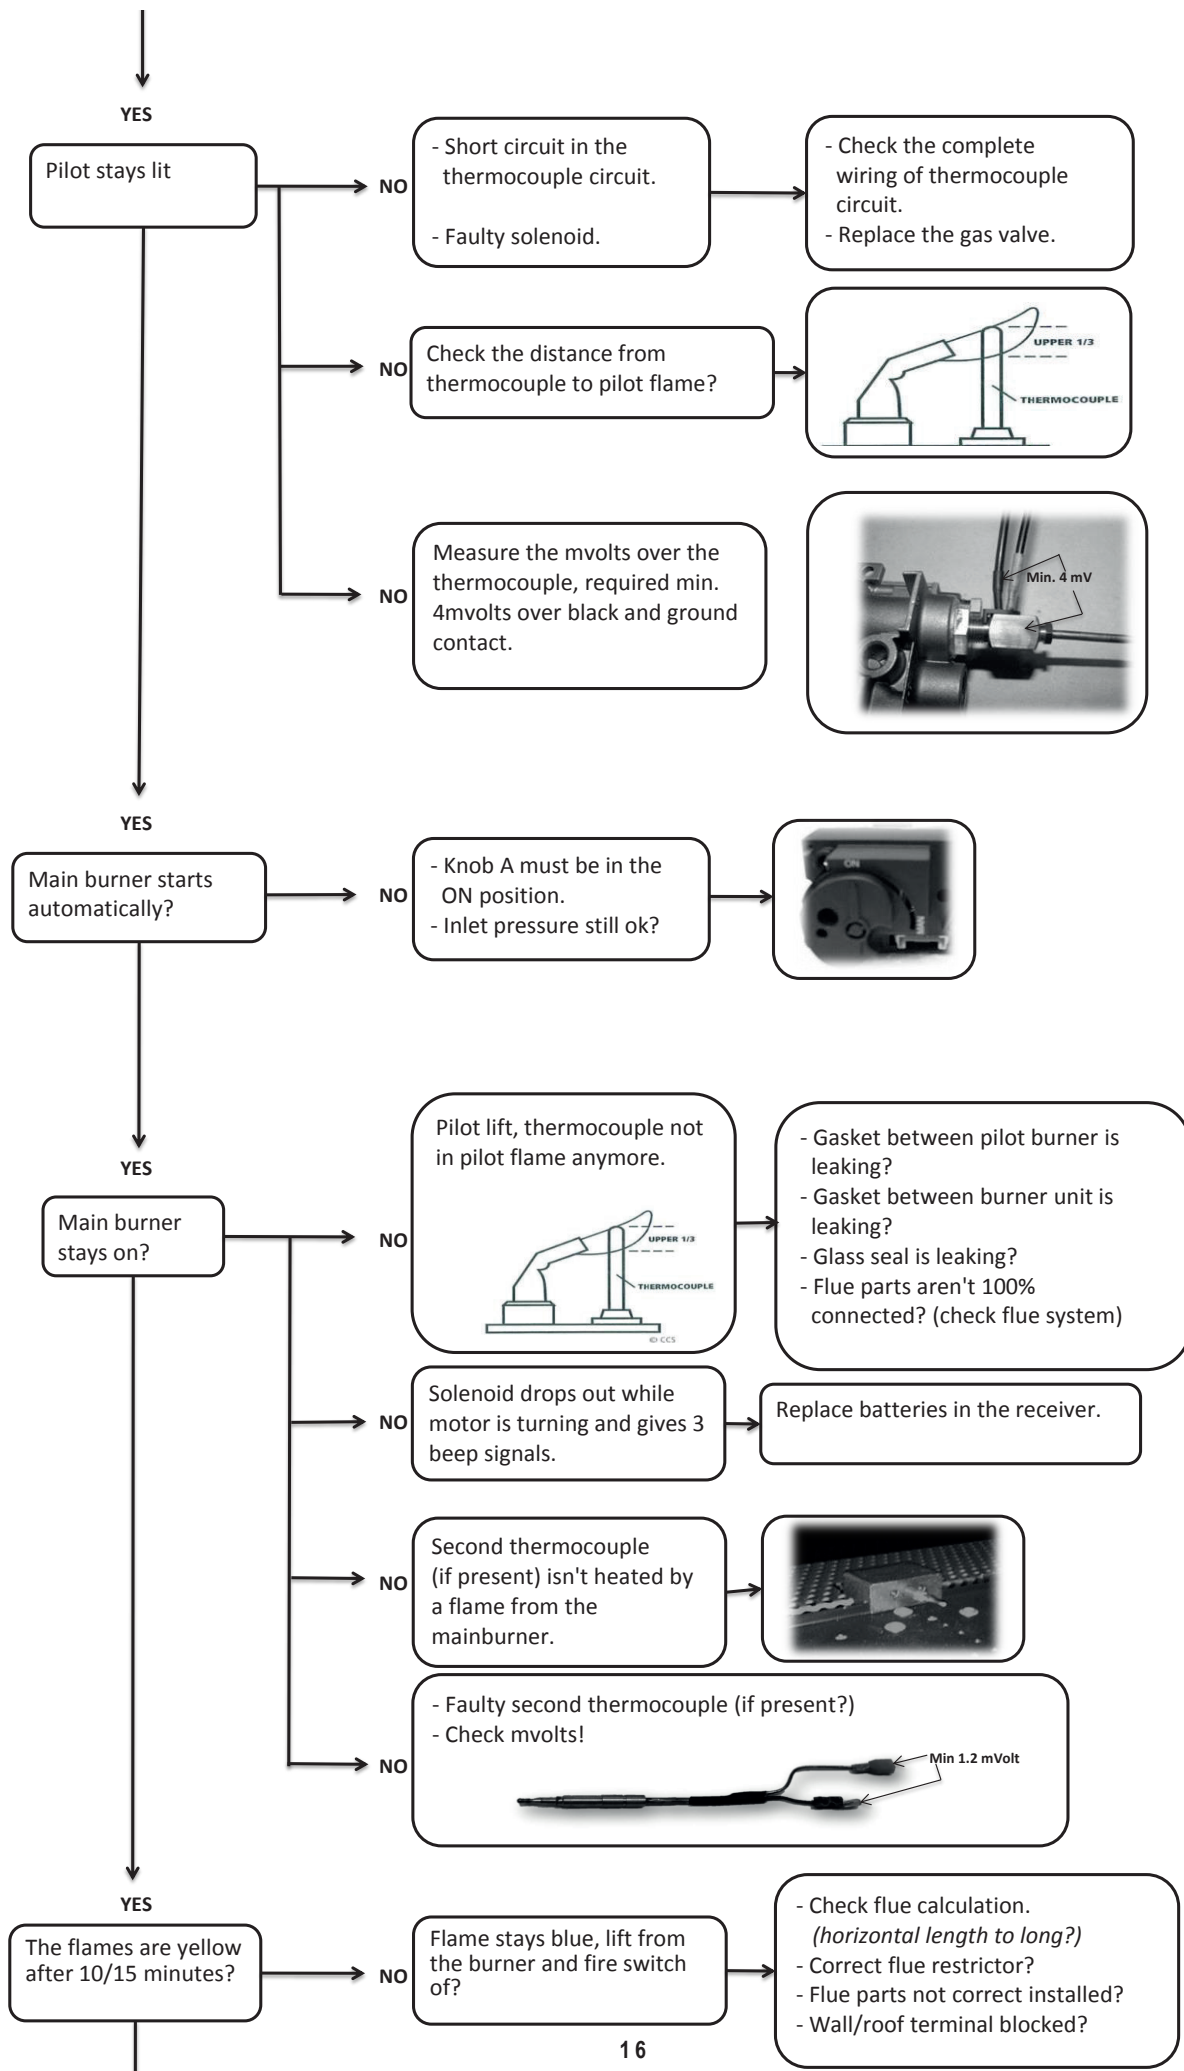 YES
Pilot stays lit
NO
- Short circuit in the
thermocouple circuit.
- Faulty solenoid.
- Check the complete
wiring of thermocouple
circuit.
- Replace the gas valve.
NO
Check the distance from
thermocouple to pilot flame?
UPPER 1/3
THERMOCOUPLE
NO
Measure the mvolts over the
thermocouple, required min.
4mvolts over black and ground
contact.
Min. 4 mV
YES
Main burner starts
automatically?
NO
- Knob A must be in the
ON position.
- Inlet pressure still ok?
ON
MAN
YES
Main burner
stays on?
NO
Pilot lift, thermocouple not
in pilot flame anymore.
UPPER 1/3
THERMOCOUPLE
© CCS
- Gasket between pilot burner is
leaking?
- Gasket between burner unit is
leaking?
- Glass seal is leaking?
- Flue parts aren't 100%
connected? (check flue system)
NO
Solenoid drops out while
motor is turning and gives 3
beep signals.
Replace batteries in the receiver.
NO
Second thermocouple
(if present) isn't heated by
a flame from the
mainburner.
NO
- Faulty second thermocouple (if present?)
- Check mvolts!
Min 1.2 mVolt
YES
The flames are yellow
after 10/15 minutes?
NO
Flame stays blue, lift from
the burner and fire switch
of?
- Check flue calculation.
(horizontal length to long?)
- Correct flue restrictor?
- Flue parts not correct installed?
- Wall/roof terminal blocked?
16